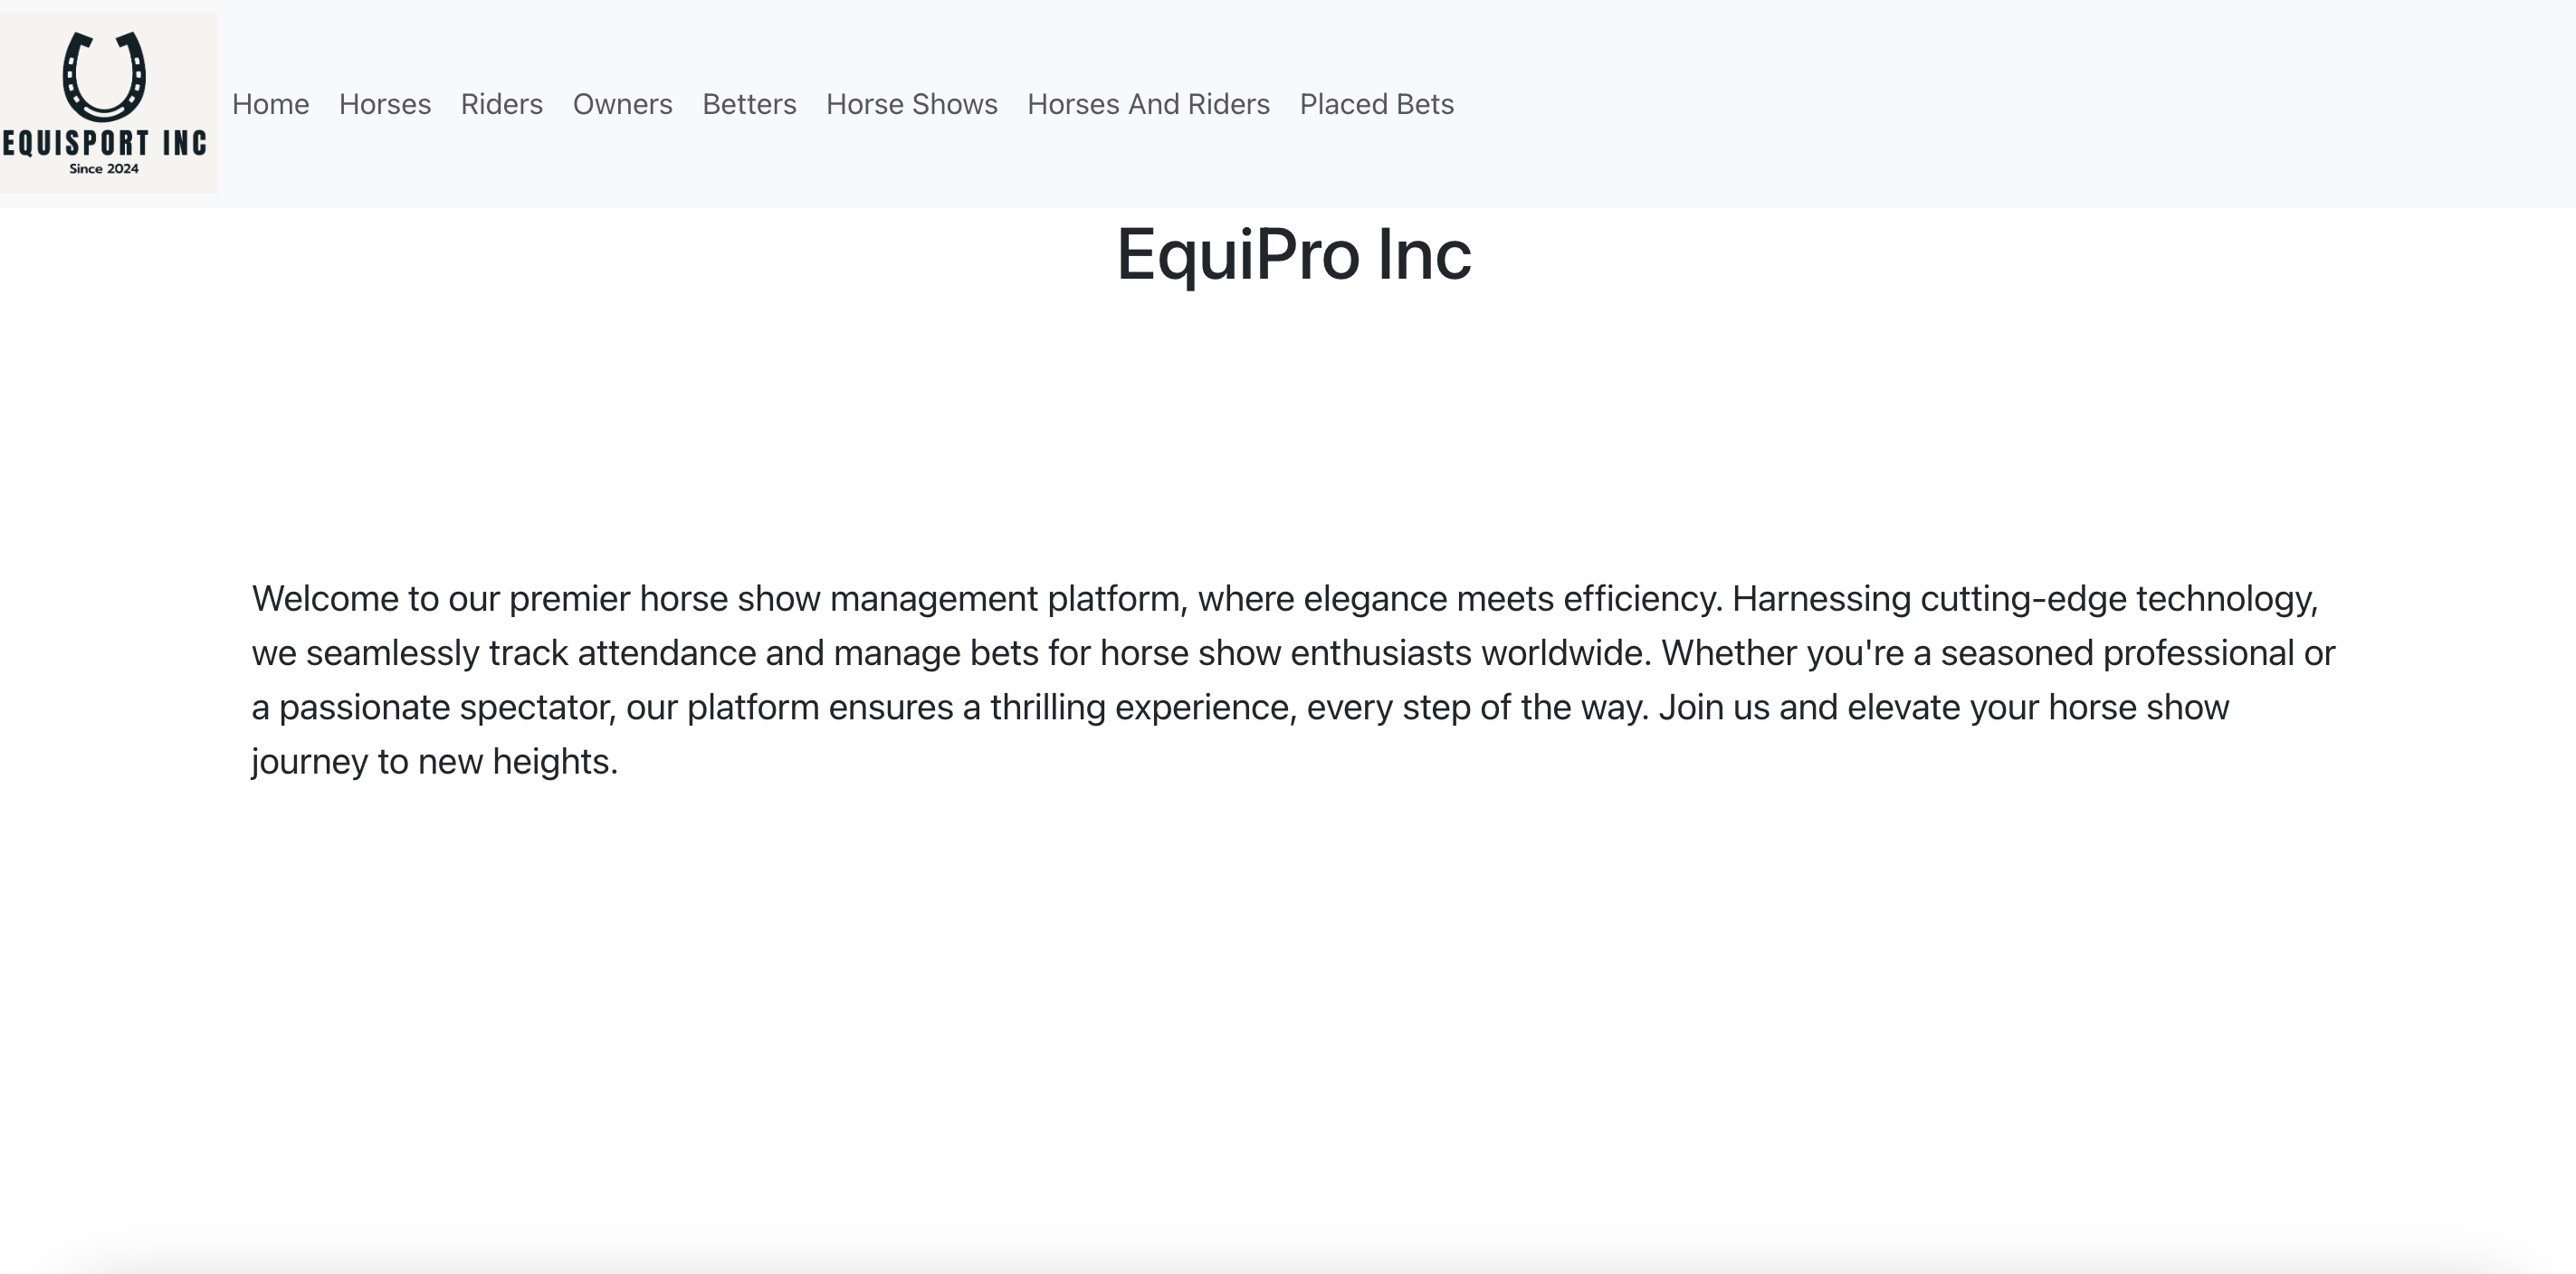 EQUISPORT INC
Since 2024
Home Horses Riders Owners Betters Horse Shows Horses And Riders Placed Bets
EquiPro Inc
Welcome to our premier horse show management platform, where elegance meets efficiency. Harnessing cutting-edge technology,
we seamlessly track attendance and manage bets for horse show enthusiasts worldwide. Whether you're a seasoned professional or
a passionate spectator, our platform ensures a thrilling experience, every step of the way. Join us and elevate your horse show
journey to new heights.